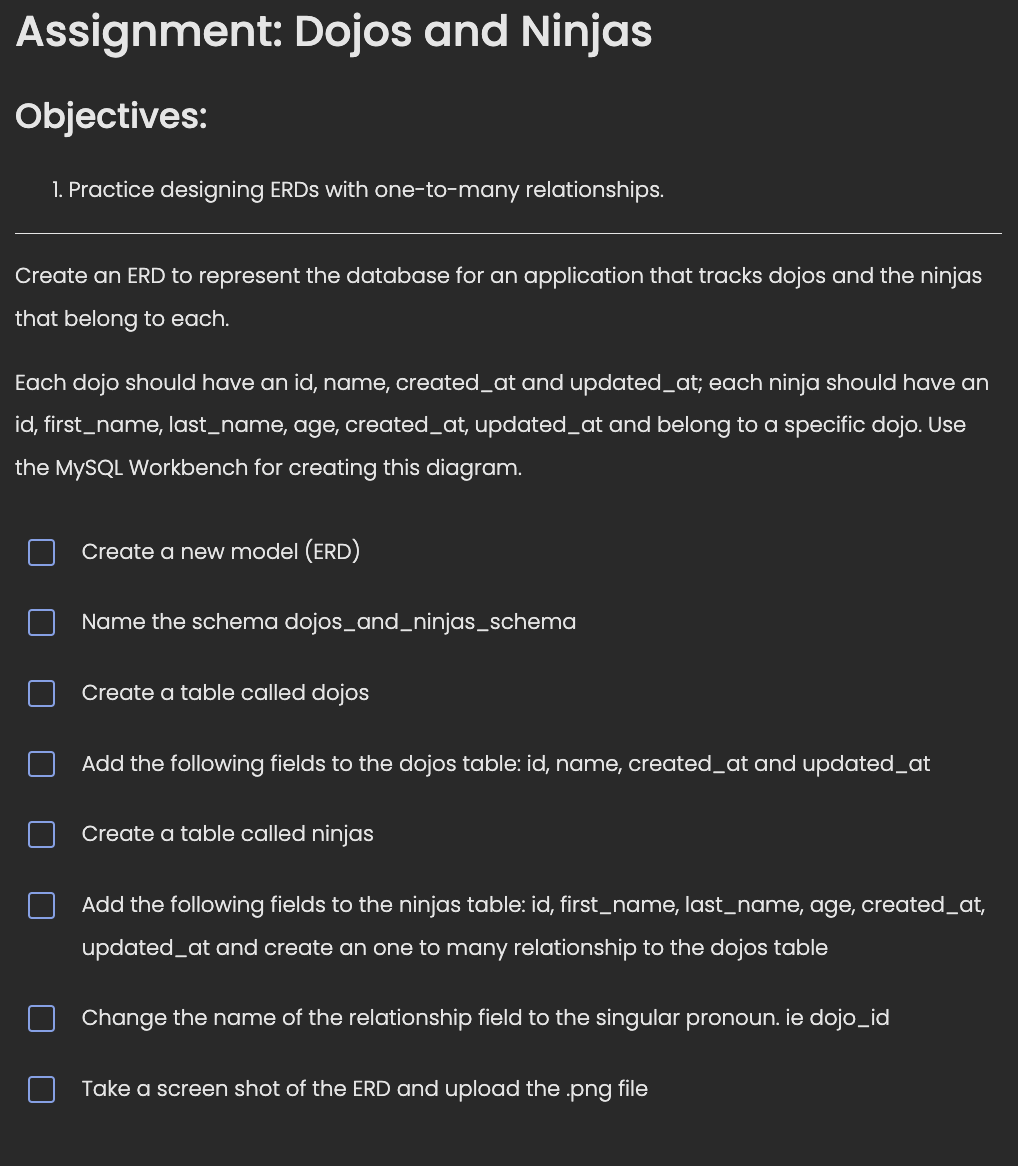 Assignment: Dojos and Ninjas
Objectives:
1. Practice designing ERDs with one-to-many relationships.
Create an ERD to represent the database for an application that tracks dojos and the ninjas
that belong to each.
Each dojo should have an id, name, created_at and updated_at; each ninja should have an
id, first_name, last_name, age, created_at, updated_at and belong to a specific dojo. Use
the MySQL Workbench for creating this diagram.
Create a new model (ERD)
Name the schema dojos_and_ninjas_schema
Create a table called dojos
Add the following fields to the dojos table: id, name, created_at and updated_at
Create a table called ninjas
Add the following fields to the ninjas table: id, first_name, last_name, age, created_at,
updated_at and create an one to many relationship to the dojos table
Change the name of the relationship field to the singular pronoun. ie dojo_id
Take a screen shot of the ERD and upload the .png file